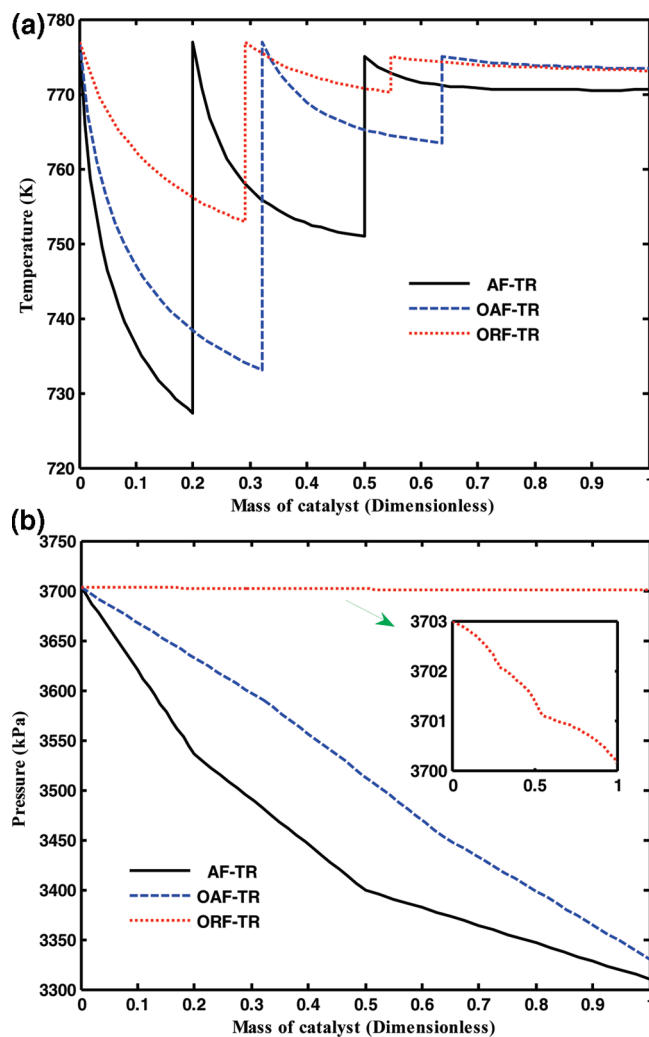 (a)
780
770
760
750
740
730
720
Temperature (K)
AF-TR
OAF-TR
ORF-TR
0 0.1 0.2 0.3 0.4 0.5 0.6 0.7 0.8 0.9 1
Mass of catalyst (Dimensionless)
(b)
3750
3700
3650
3600
3550
3500
3450
3400
3350
3300
Pressure (kPa)
3703
3702
3701
3700
0 0.5 1
AF-TR
OAF-TR
ORF-TR
0 0.1 0.2 0.3 0.4 0.5 0.6 0.7 0.8 0.9 1
Mass of catalyst (Dimensionless)